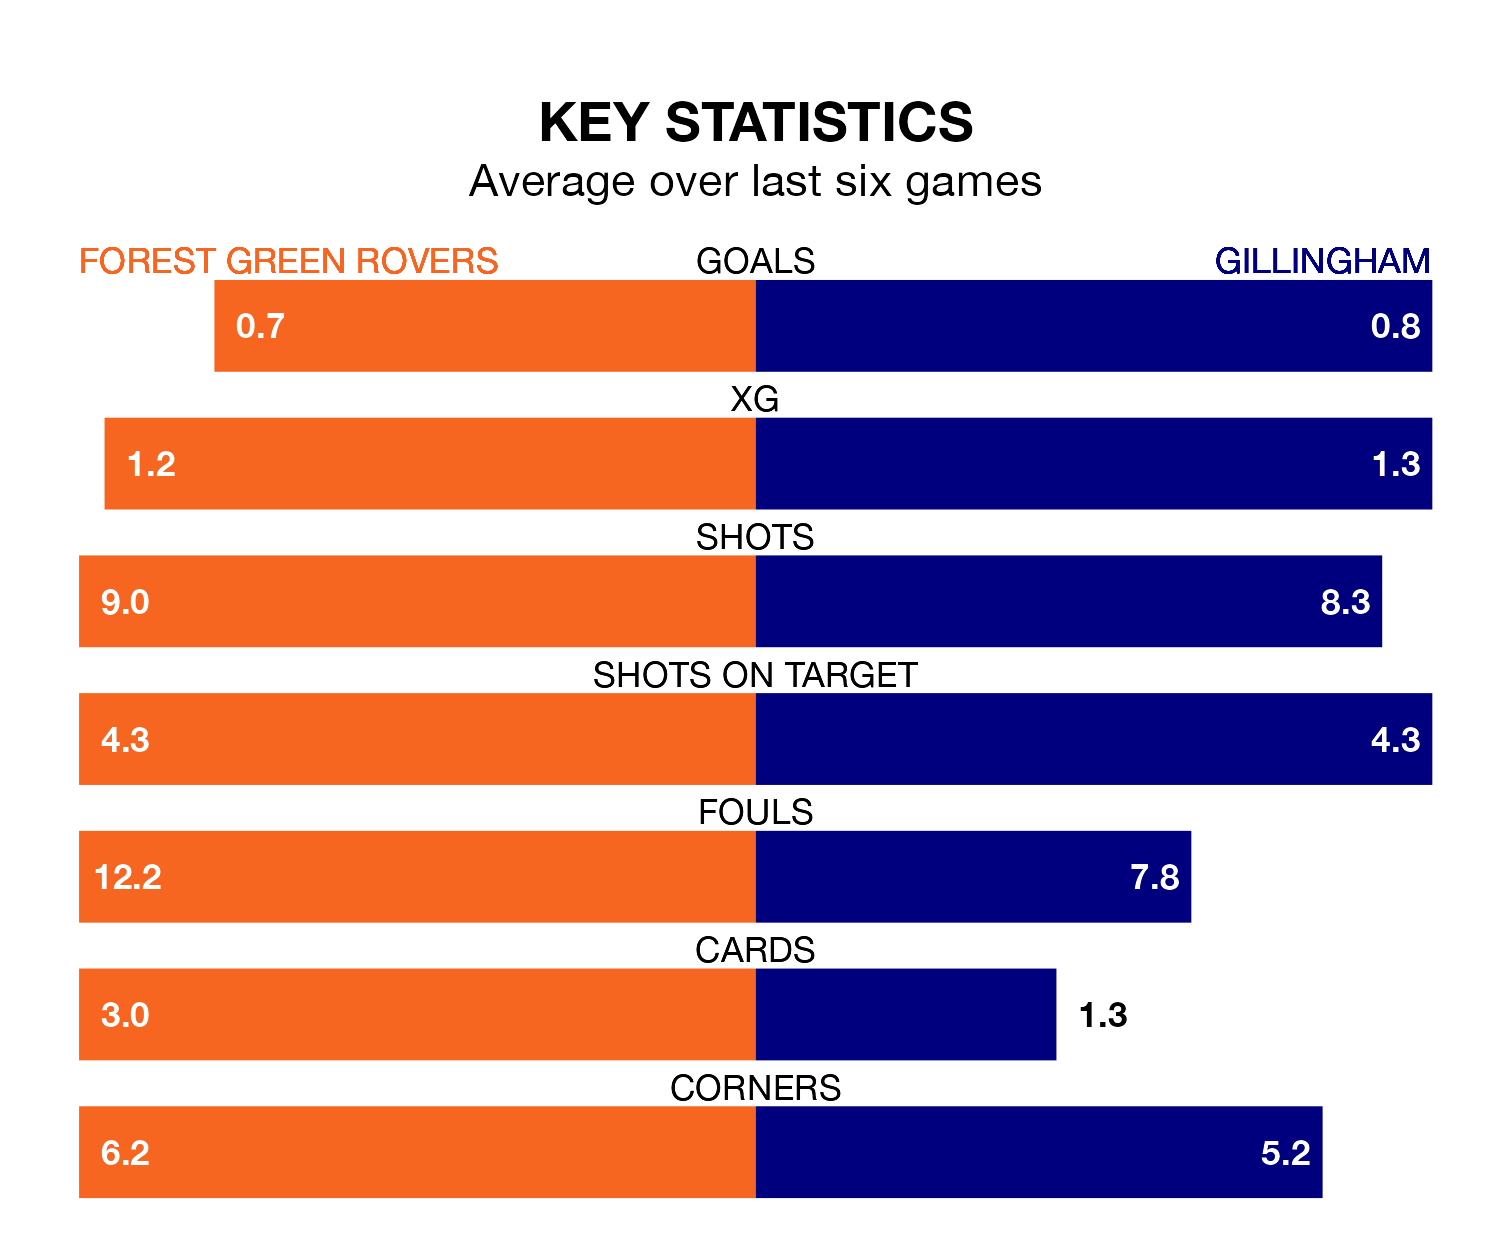 KEY STATISTICS
Average over last six games
FOREST GREEN ROVERS GOALS GILLINGHAM
0.7 0.8
XG
1.2 1.3
SHOTS
9.0 8.3
SHOTS ON TARGET
4.3 4.3
FOULS
12.2 7.8
CARDS
3.0 1.3
CORNERS
6.2 5.2